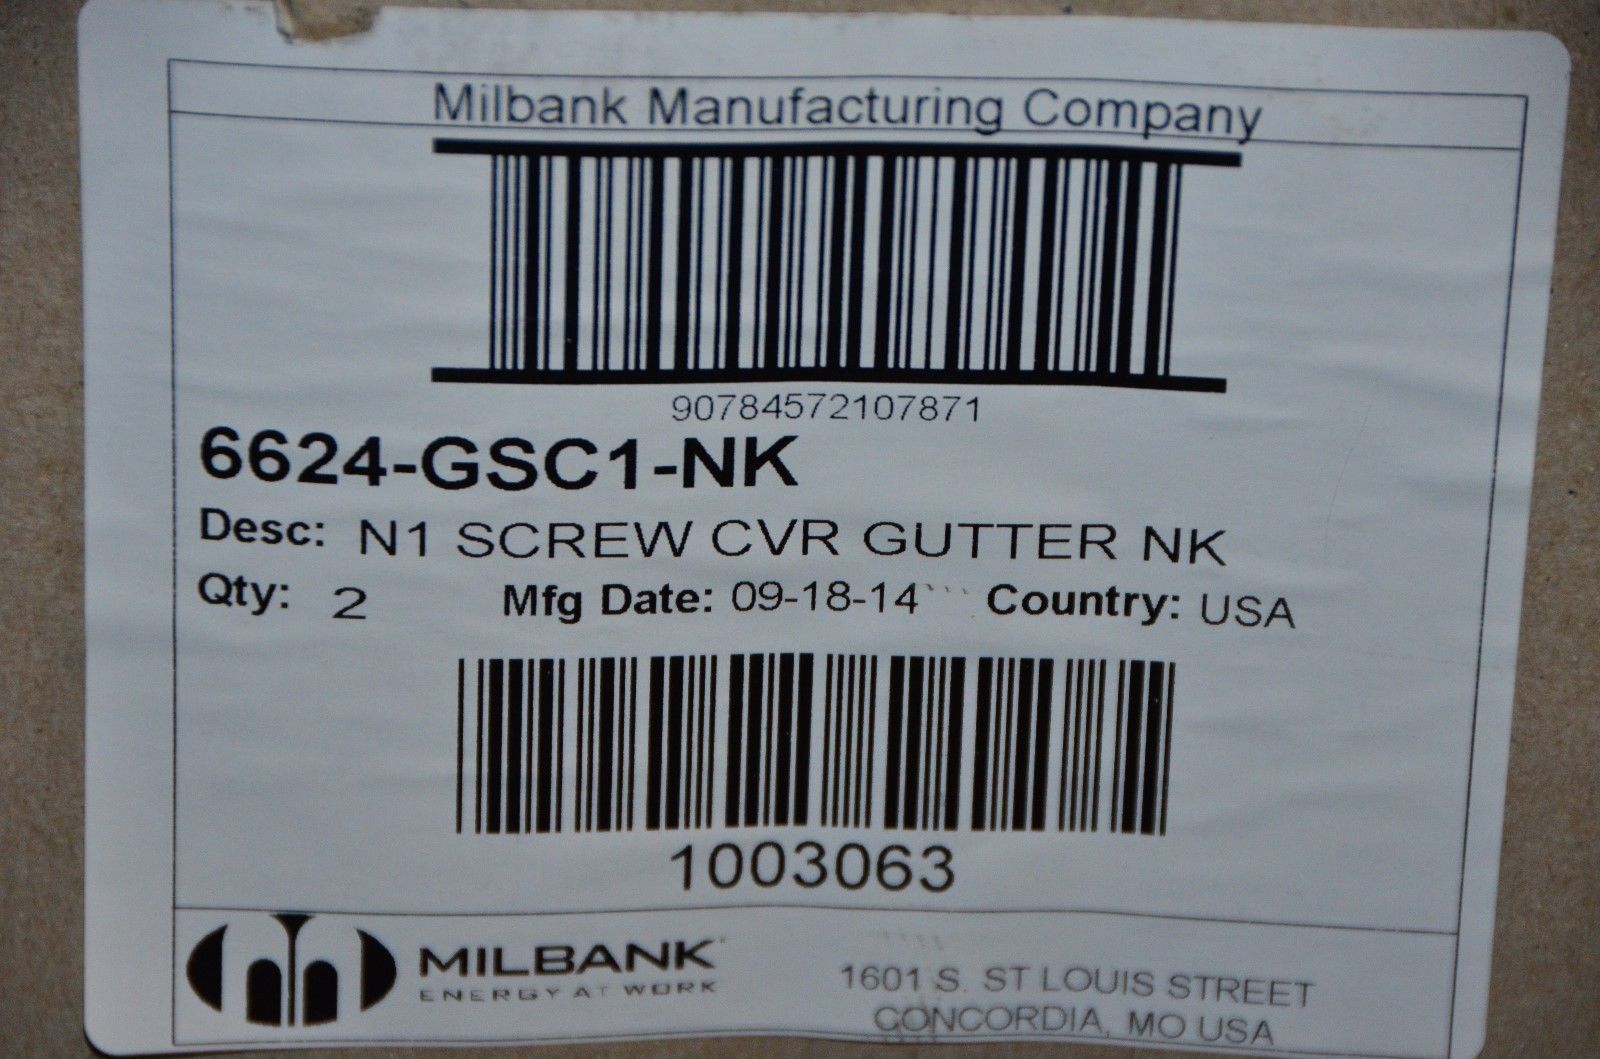 Milbank Manufacturing Company
90784572107871
6624-GSC1-NK
Desc: N1 SCREW CVR GUTTER NK
Qty: 2 Mfg Date: 09-18-14 Country: USA
1003063
MILBANK
ENERGY AT WORK
1601 S. ST LOUIS STREET
CONCORDIA, MO USA